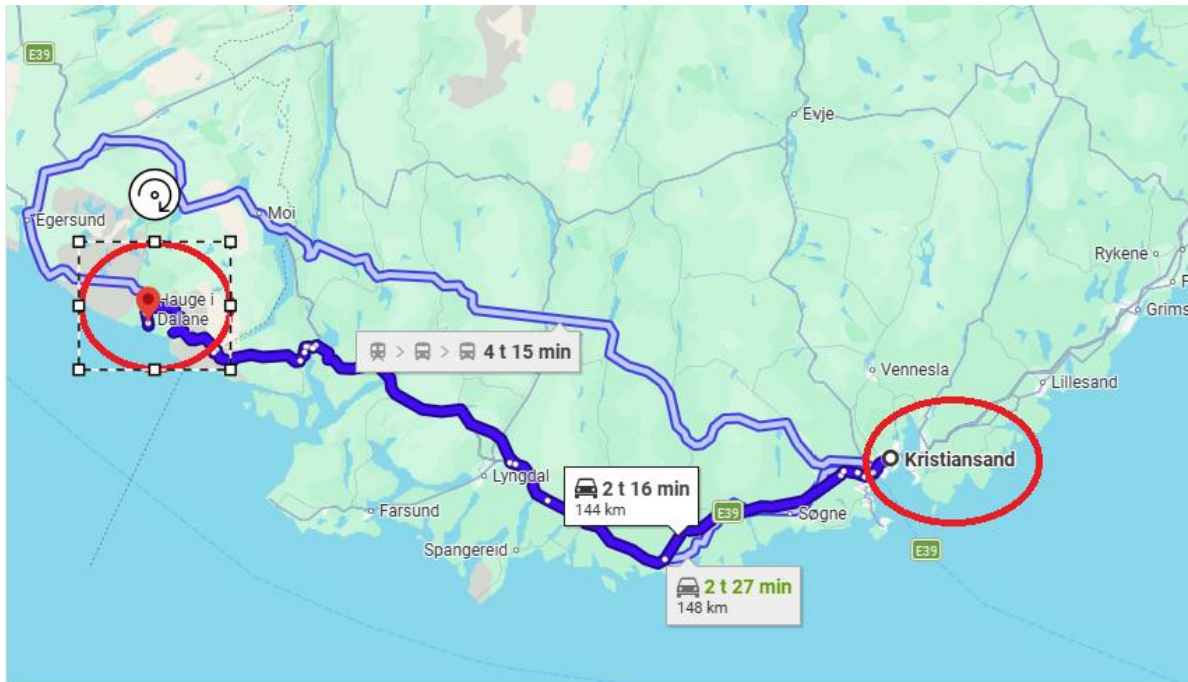 E39
Evje
Egersund
Moi
Rykene
Hauge i
Dalane
Grims
4 t 15 min
Vennesla
Lillesand
Kristiansand
Lyngdal
2 t 16 min
144 km
Farsund
E39
Søgne
Spangereid
E39
2 t 27 min
148 km